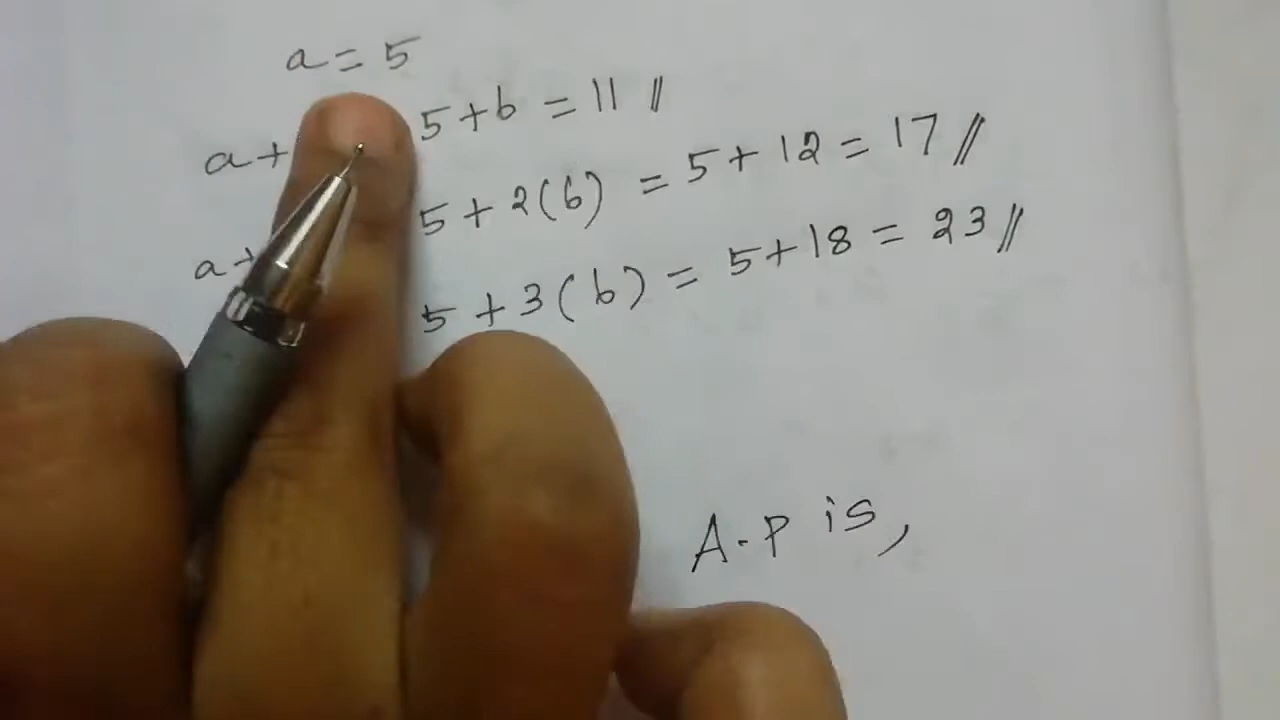 a = 5
a + 5 + 6 = 11 //
a + 5 + 2(6) = 5 + 12 = 17 //
5 + 3(6) = 5 + 18 = 23 //
A.P is,